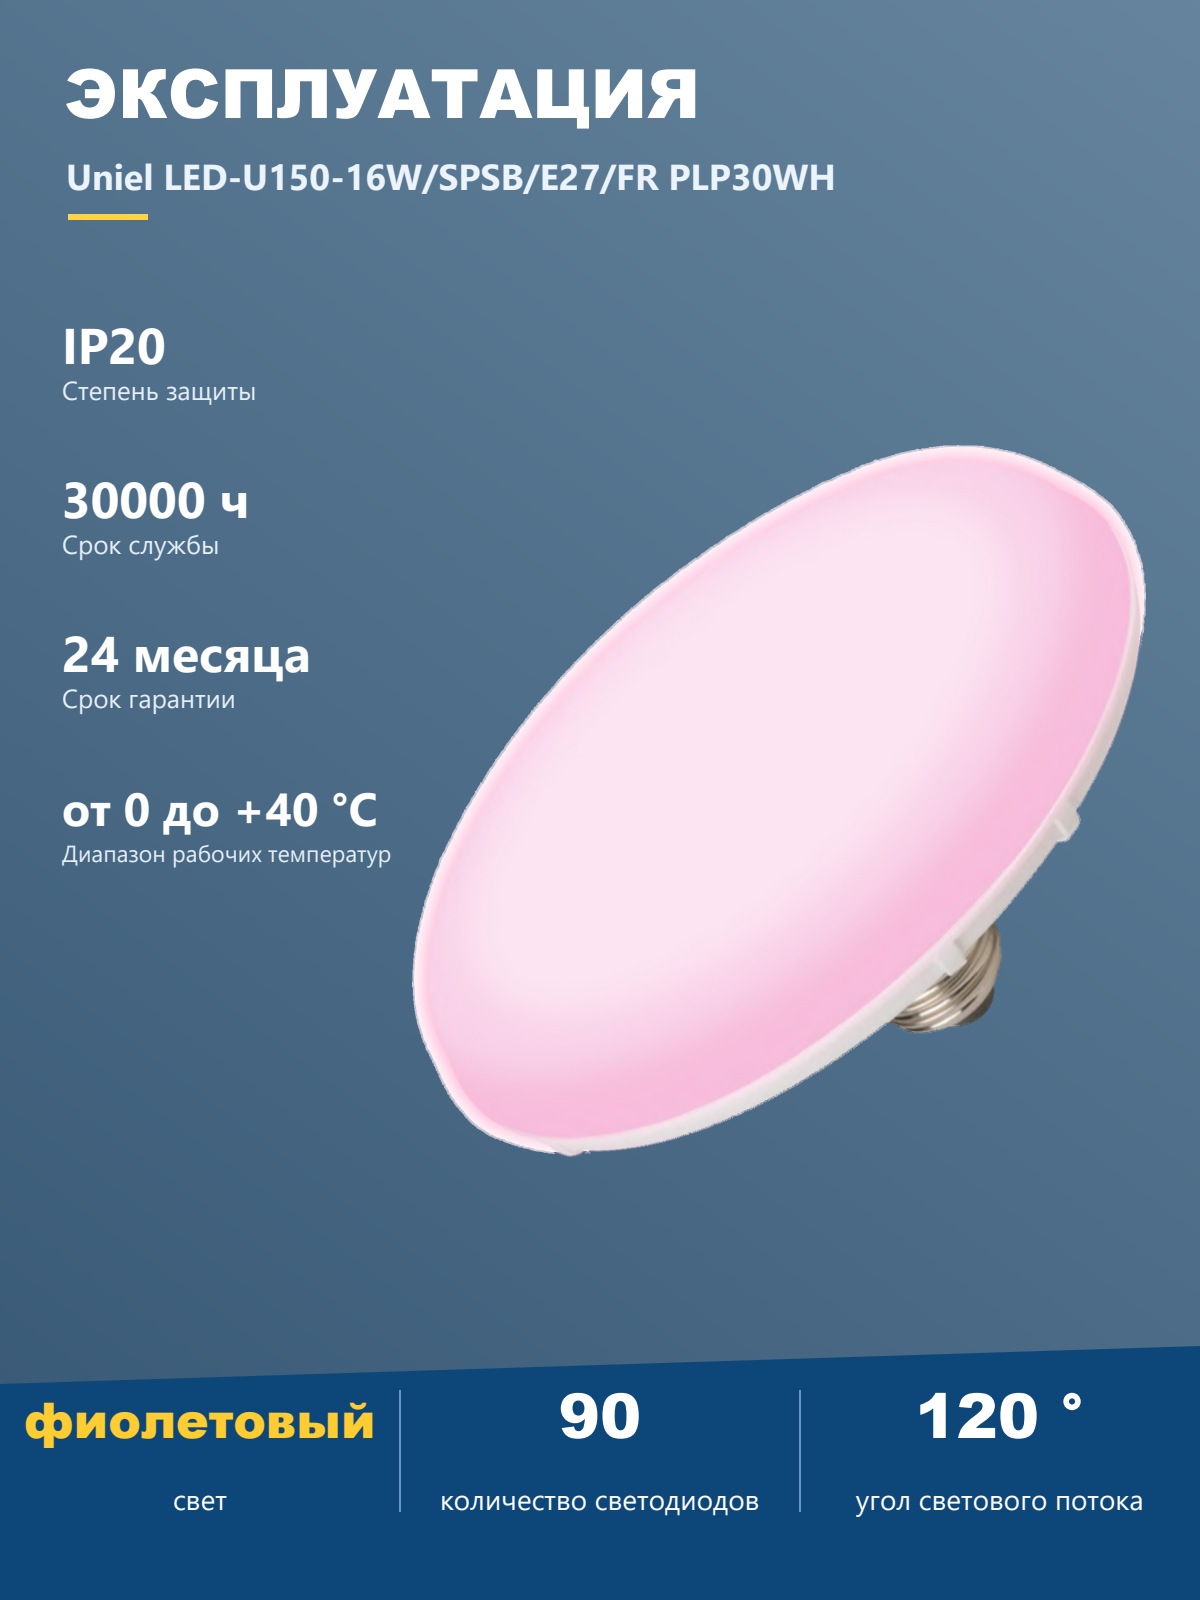 ЭКСПЛУАТАЦИЯ
Uniel LED-U150-16W/SPSB/E27/FR PLP30WH
IP20
Степень защиты
30000 ч
Срок службы
24 месяца
Срок гарантии
от 0 до +40 °C
Диапазон рабочих температур
фиолетовый
свет
90
количество светодиодов
120 °
угол светового потока